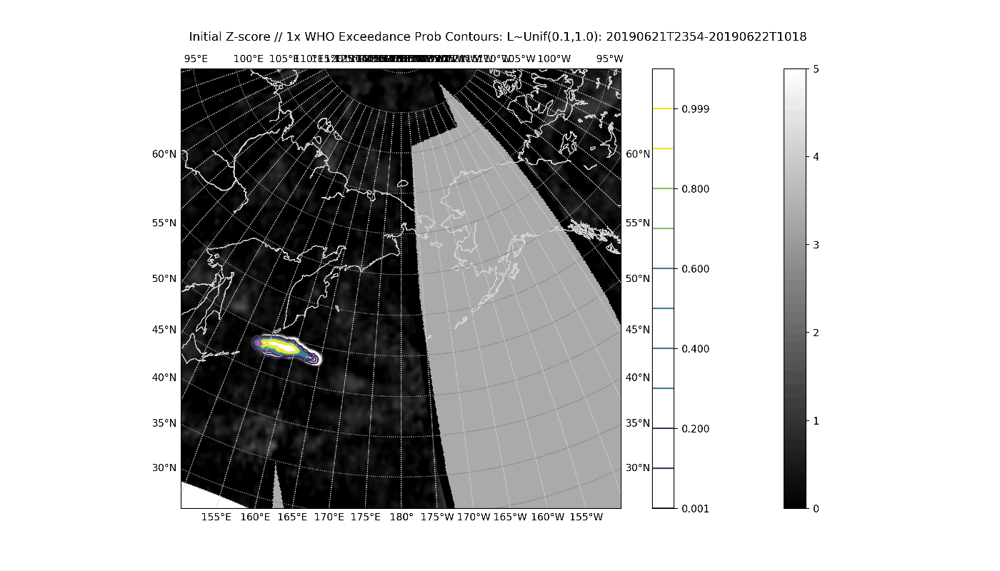 Initial Z-score // 1x WHO Exceedance Prob Contours: L~Unif(0.1,1.0): 20190621T2354-20190622T1018
95°E 100°E 105°E 110°E 105°W 100°W 95°W
60°N 60°N
55°N 55°N
50°N 50°N
45°N 45°N
40°N 40°N
35°N 35°N
30°N 30°N
155°E 160°E 165°E 170°E 175°E 180° 175°W 170°W 165°W 160°W 155°W
0.999
0.800
0.600
0.400
0.200
0.001
5
4
3
2
1
0